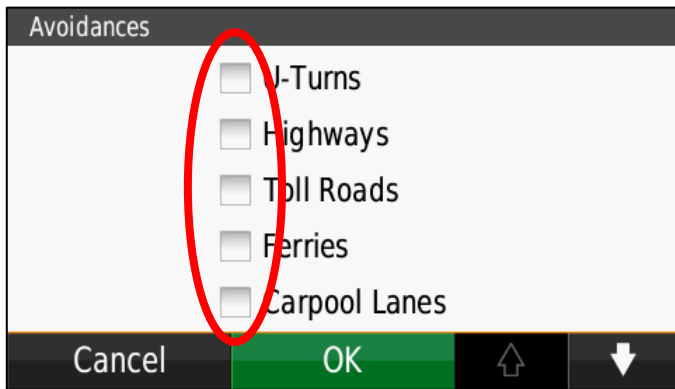 Avoidances
U-Turns
Highways
Toll Roads
Ferries
Carpool Lanes
Cancel OK